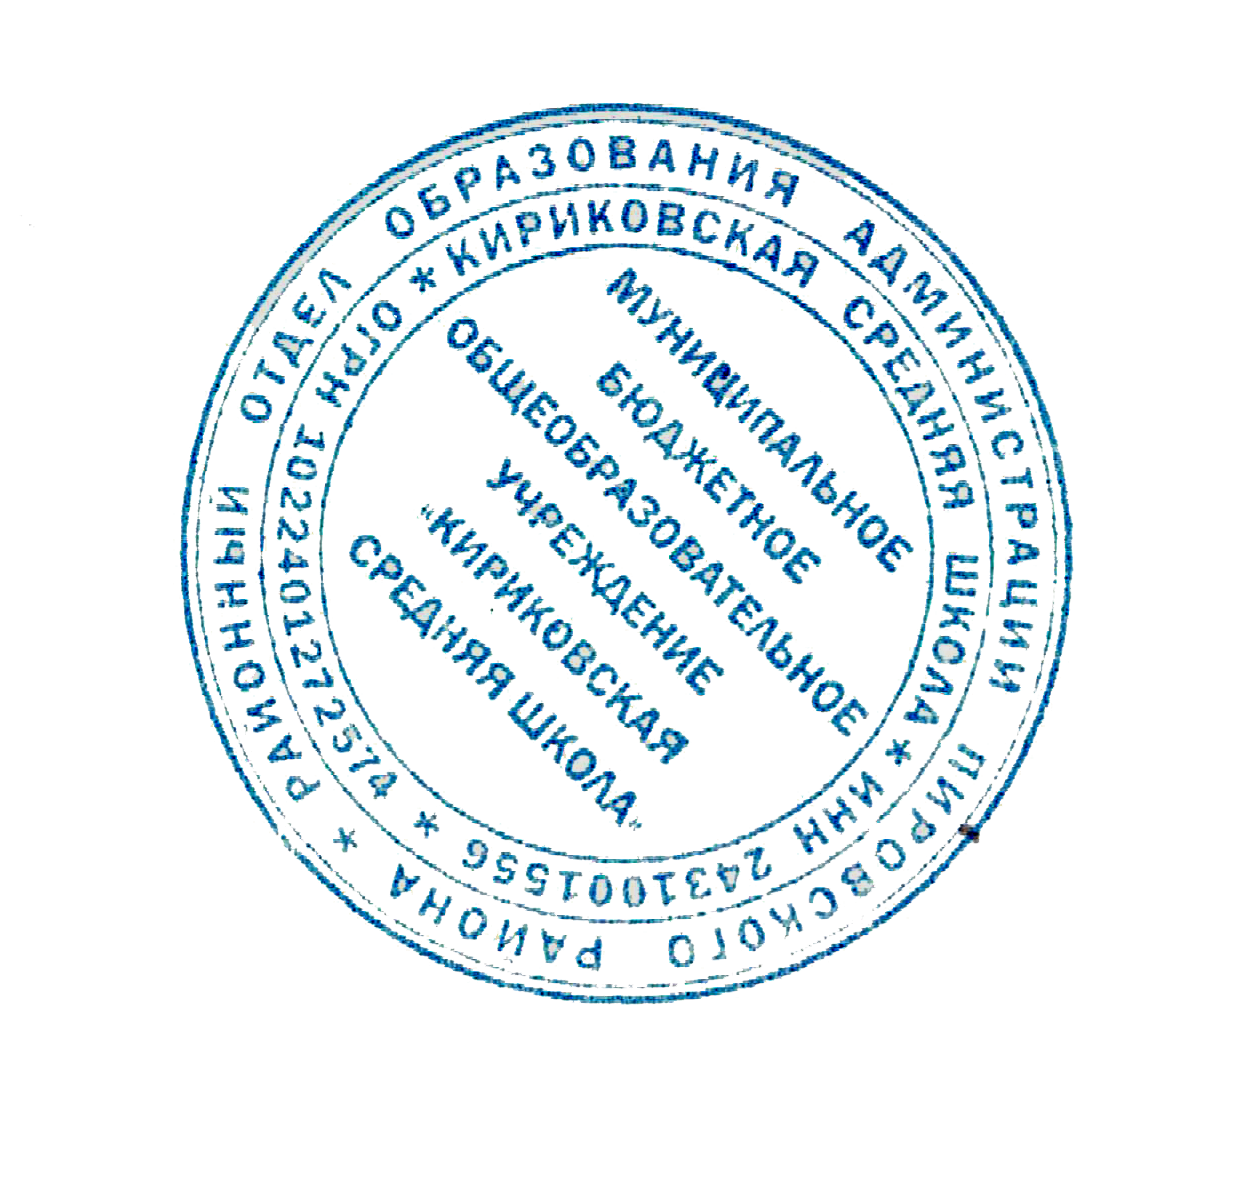 * РАЙОННЫЙ ОТДЕЛ ОБРАЗОВАНИЯ АДМИНИСТРАЦИИ ПИРОВСКОГО РАЙОНА
* КИРИКОВСКАЯ СРЕДНЯЯ ШКОЛА * ИНН 2431001556 * ОГРН 1022401272574
МУНИЦИПАЛЬНОЕ
БЮДЖЕТНОЕ
ОБЩЕОБРАЗОВАТЕЛЬНОЕ
УЧРЕЖДЕНИЕ
"КИРИКОВСКАЯ
СРЕДНЯЯ ШКОЛА"